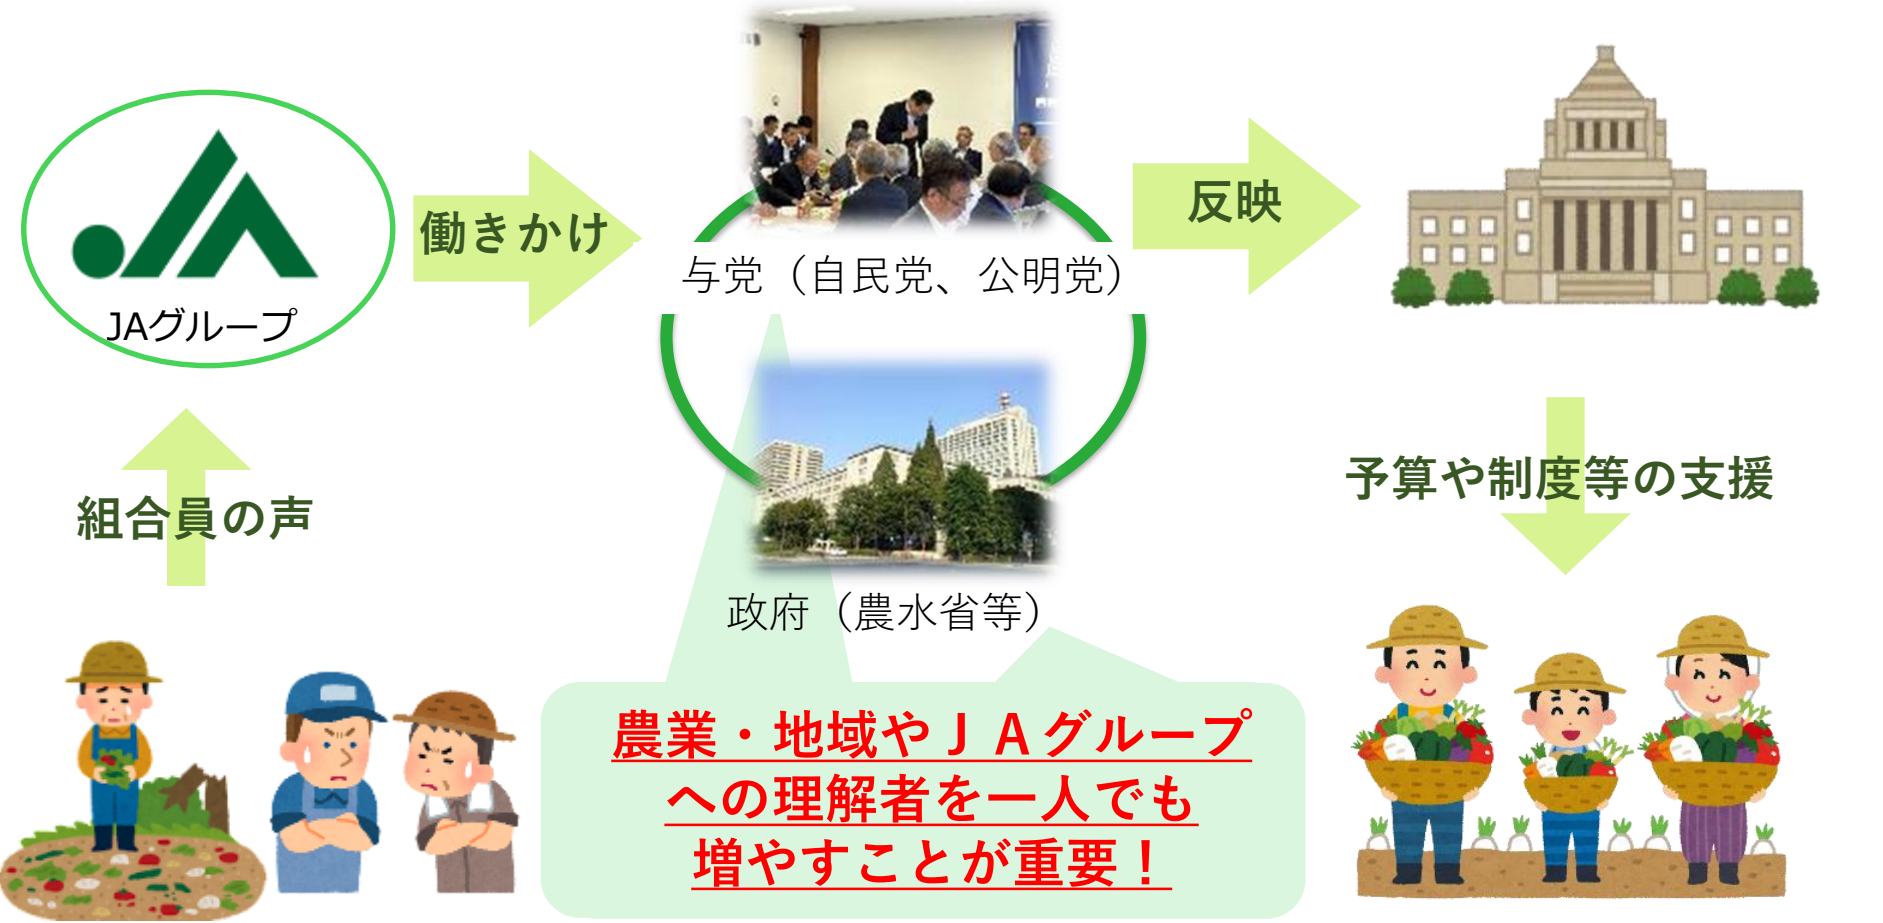 JAグループ
働きかけ
与党（自民党、公明党）
反映
政府（農水省等）
組合員の声
予算や制度等の支援
農業・地域やＪＡグループ
への理解者を一人でも
増やすことが重要！